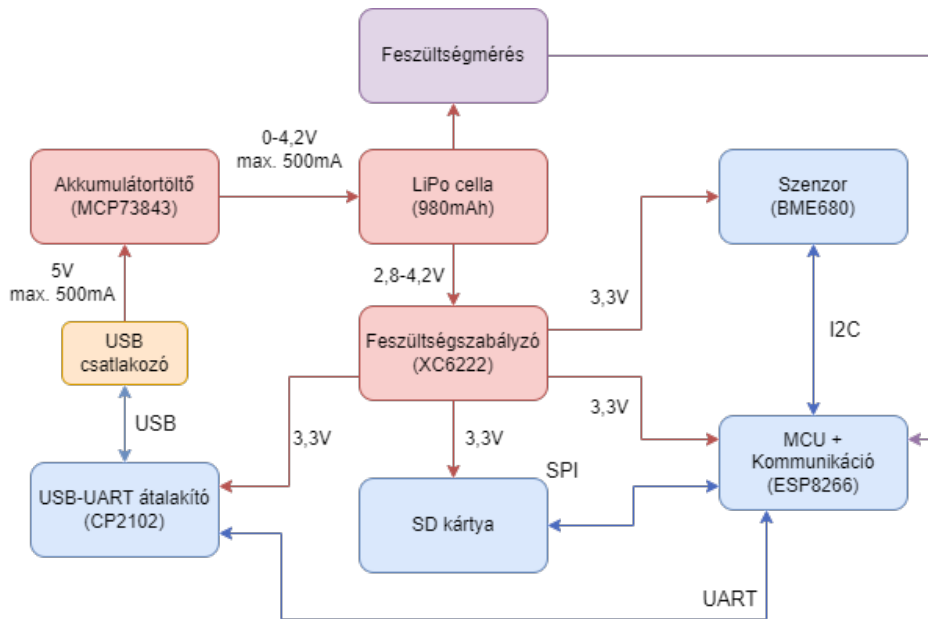 Feszültségmérés
0-4,2V
max. 500mA
Akkumulátortöltő
(MCP73843)
LiPo cella
(980mAh)
Szenzor
(BME680)
5V
max. 500mA
2,8-4,2V
3,3V
I2C
USB
csatlakozó
Feszültségszabályzó
(XC6222)
USB
3,3V
3,3V
3,3V
MCU +
Kommunikáció
(ESP8266)
SPI
USB-UART átalakító
(CP2102)
SD kártya
UART